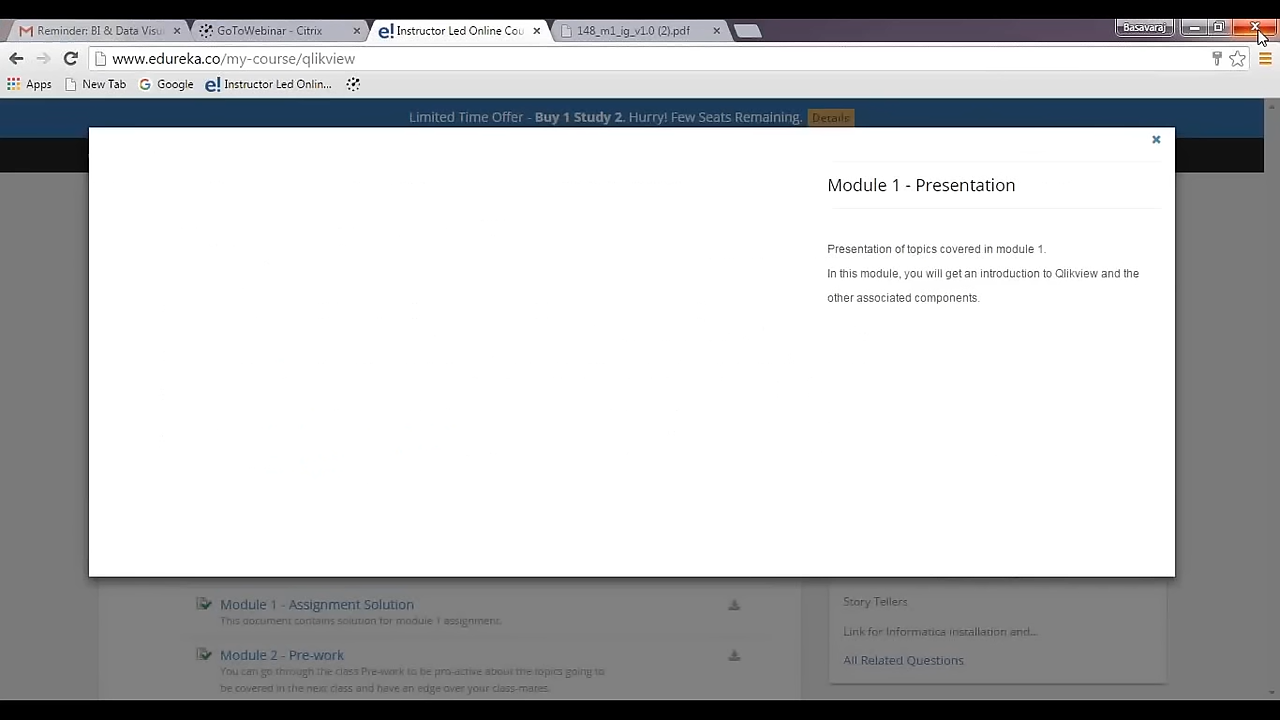 Reminder: BI & Data Visu
GoToWebinar - Citrix
Instructor Led Online Cou
148_m1_ig_v1.0 (2).pdf
Basavaraj
www.edureka.co/my-course/qlikview
Apps
New Tab
Google
Instructor Led Onlin...
Limited Time Offer - Buy 1 Study 2. Hurry! Few Seats Remaining. Details
Module 1 - Presentation
Presentation of topics covered in module 1.
In this module, you will get an introduction to Qlikview and the
other associated components.
Module 1 - Assignment Solution
This document contains solution for module 1 assignment.
Module 2 - Pre-work
You can go through the class Pre-work to be pro-active about the topics going to
be covered in the next class and have an edge over your class-mates.
Story Tellers
Link for Informatica installation and...
All Related Questions